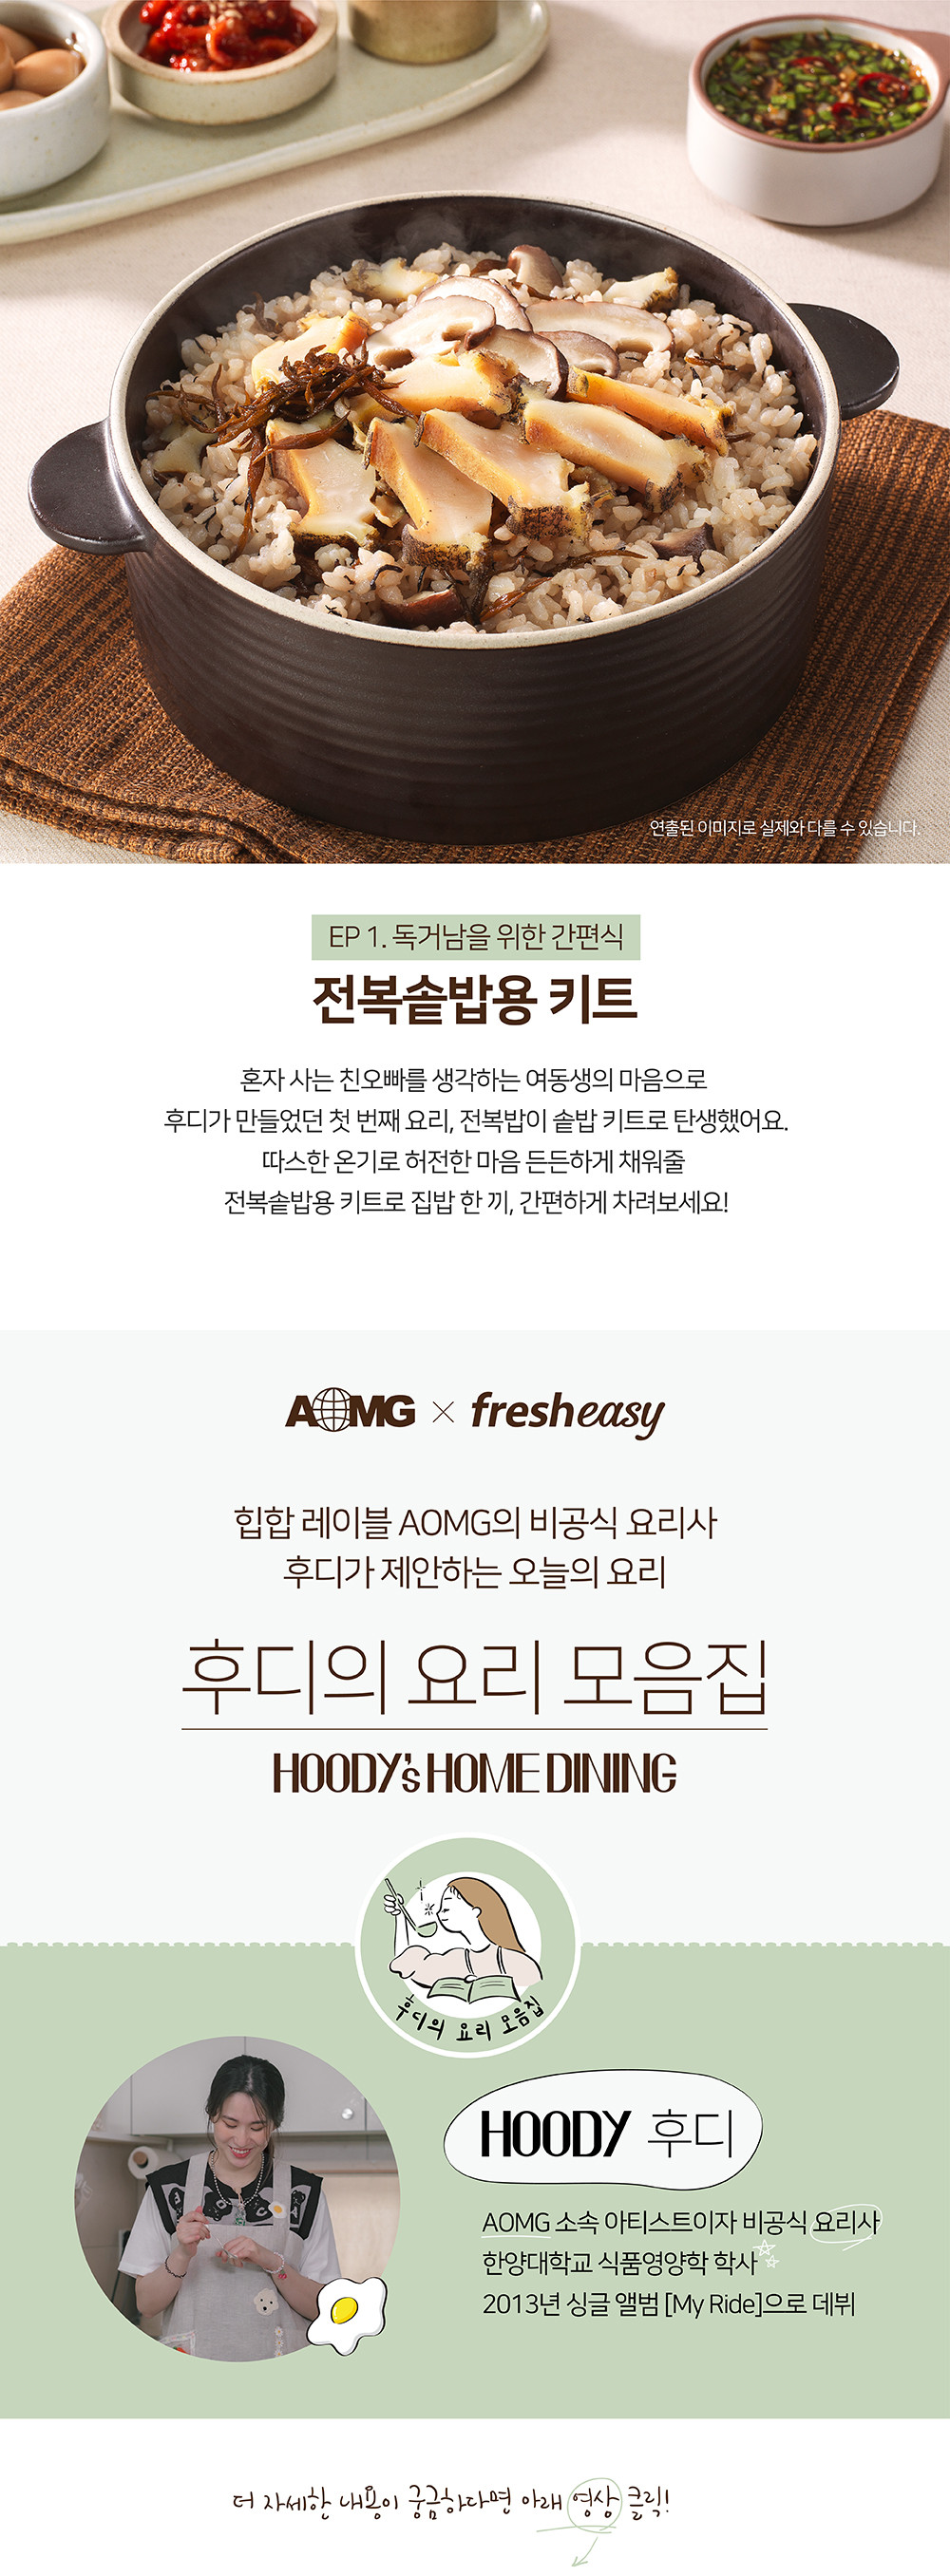 연출된 이미지로 실제와 다를 수 있습니다.
EP 1. 독거남을 위한 간편식
전복솥밥용 키트
혼자 사는 친오빠를 생각하는 여동생의 마음으로
후디가 만들었던 첫 번째 요리, 전복밥이 솥밥 키트로 탄생했어요.
따스한 온기로 허전한 마음 든든하게 채워줄
전복솥밥용 키트로 집밥 한 끼, 간편하게 차려보세요!
AOMG × fresheasy
힙합 레이블 AOMG의 비공식 요리사
후디가 제안하는 오늘의 요리
후디의 요리 모음집
HOODY's HOME DINING
후디의 요리 모음집
HOODY 후디
AOMG 소속 아티스트이자 비공식 요리사
한양대학교 식품영양학 학사
2013년 싱글 앨범 [My Ride]으로 데뷔
더 자세한 내용이 궁금하다면 아래 영상 클릭!